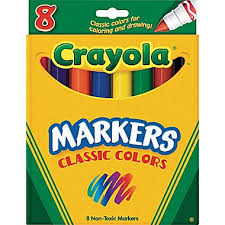 8
Classic colors for
coloring and drawing!
Crayola
MARKERS
CLASSIC COLORS
8 Non-Toxic Markers